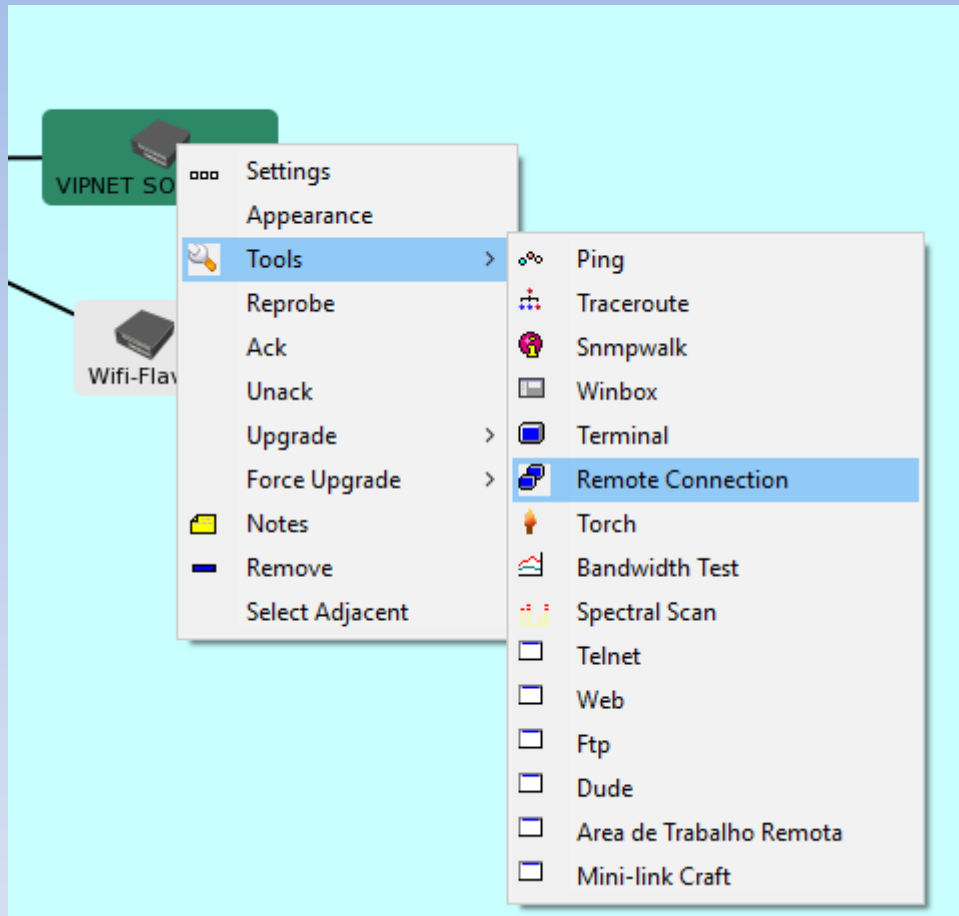 VIPNET SO
Wifi-Flav
Settings
Appearance
Tools
Reprobe
Ack
Unack
Upgrade
Force Upgrade
Notes
Remove
Select Adjacent
Ping
Traceroute
Snmpwalk
Winbox
Terminal
Remote Connection
Torch
Bandwidth Test
Spectral Scan
Telnet
Web
Ftp
Dude
Area de Trabalho Remota
Mini-link Craft